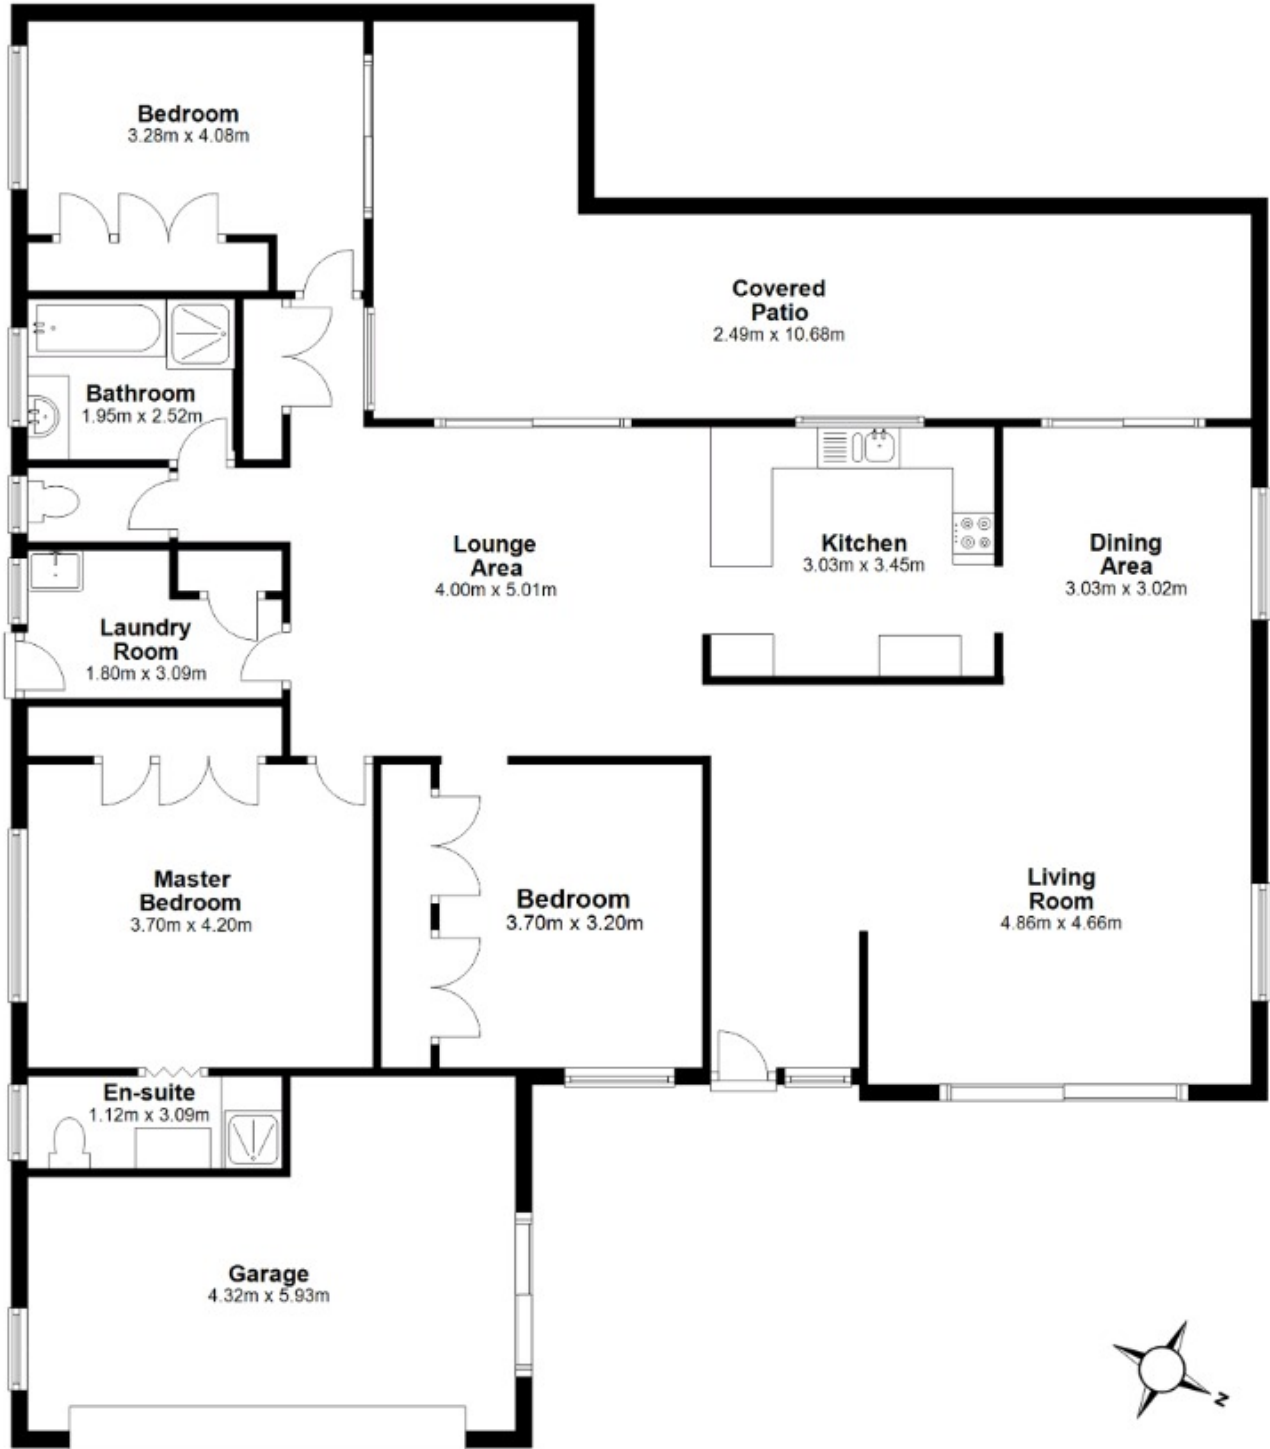 Bedroom
3.28m x 4.08m
Covered
Patio
2.49m x 10.68m
Bathroom
1.95m x 2.52m
Lounge
Area
4.00m x 5.01m
Kitchen
3.03m x 3.45m
Dining
Area
3.03m x 3.02m
Laundry
Room
1.80m x 3.09m
Master
Bedroom
3.70m x 4.20m
Bedroom
3.70m x 3.20m
Living
Room
4.86m x 4.66m
En-suite
1.12m x 3.09m
Garage
4.32m x 5.93m
N